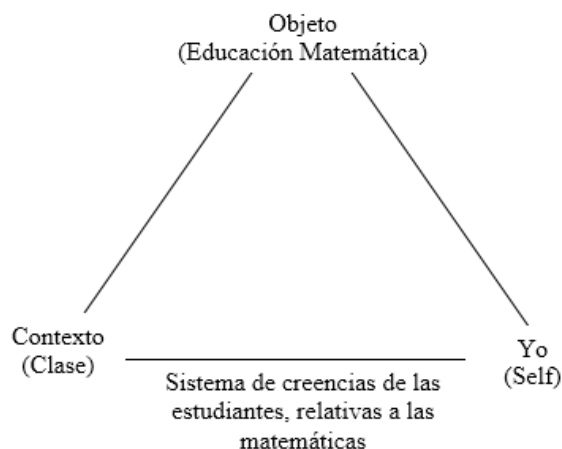 Objeto
(Educación Matemática)
Contexto
(Clase)
Yo
(Self)
Sistema de creencias de las
estudiantes, relativas a las
matemáticas